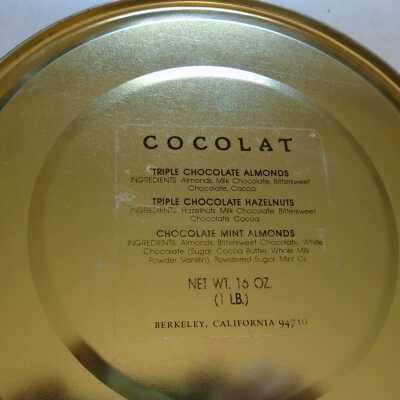 COCOLAT
TRIPLE CHOCOLATE ALMONDS
INGREDIENTS: Almonds, Milk Chocolate, Bittersweet
Chocolate, Cocoa
TRIPLE CHOCOLATE HAZELNUTS
INGREDIENTS: Hazelnuts, Milk Chocolate, Bittersweet
Chocolate, Cocoa
CHOCOLATE MINT ALMONDS
INGREDIENTS: Almonds, Bittersweet Chocolate, White
Chocolate (Sugar, Cocoa Butter, Whole Milk
Powder, Vanillin), Powdered Sugar, Mint Oil
NET WT. 16 OZ.
(1 LB.)
BERKELEY, CALIFORNIA 94710